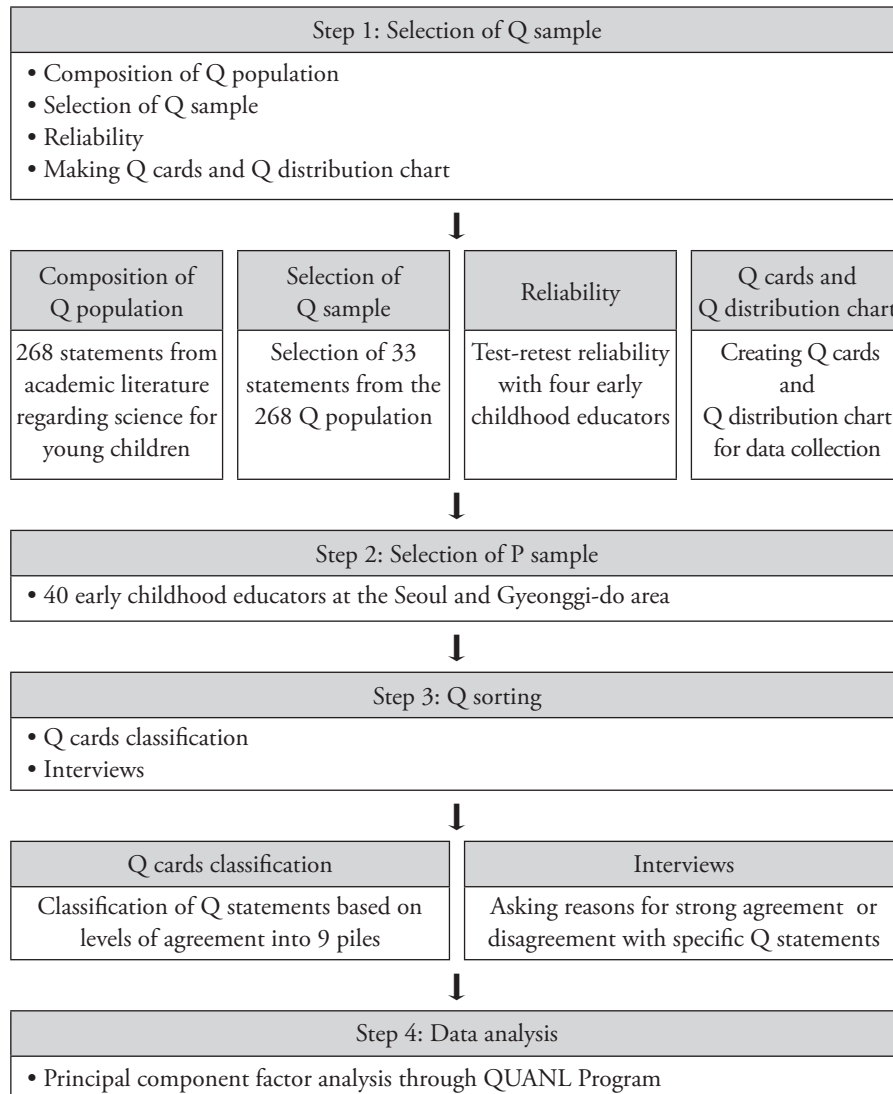 Step 1: Selection of Q sample
• Composition of Q population
• Selection of Q sample
• Reliability
• Making Q cards and Q distribution chart
Composition of
Q population
268 statements from
academic literature
regarding science for
young children
Selection of
Q sample
Selection of 33
statements from the
268 Q population
Reliability
Test-retest reliability
with four early
childhood educators
Q cards and
Q distribution chart
Creating Q cards
and
Q distribution chart
for data collection
Step 2: Selection of P sample
• 40 early childhood educators at the Seoul and Gyeonggi-do area
Step 3: Q sorting
• Q cards classification
• Interviews
Q cards classification
Classification of Q statements based on
levels of agreement into 9 piles
Interviews
Asking reasons for strong agreement or
disagreement with specific Q statements
Step 4: Data analysis
• Principal component factor analysis through QUANL Program